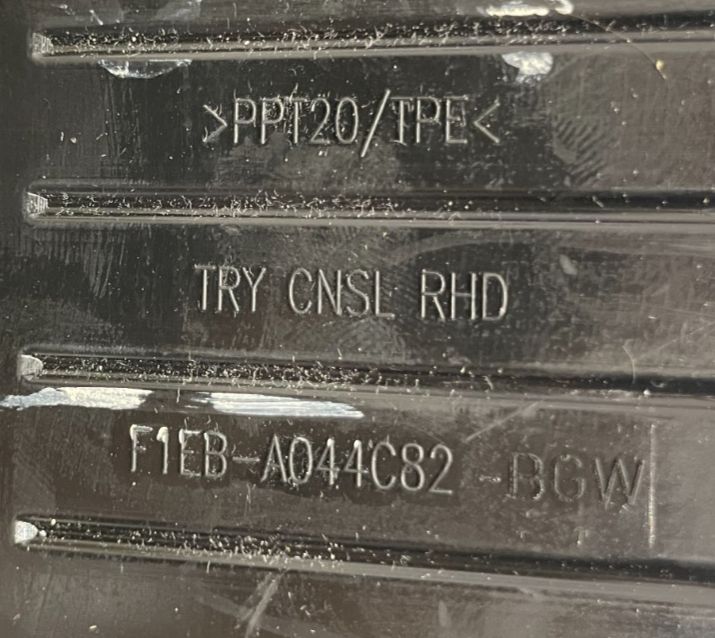 >PPT20/TPE<
TRY CNSL RHD
F1EB-A044C82 -BGW